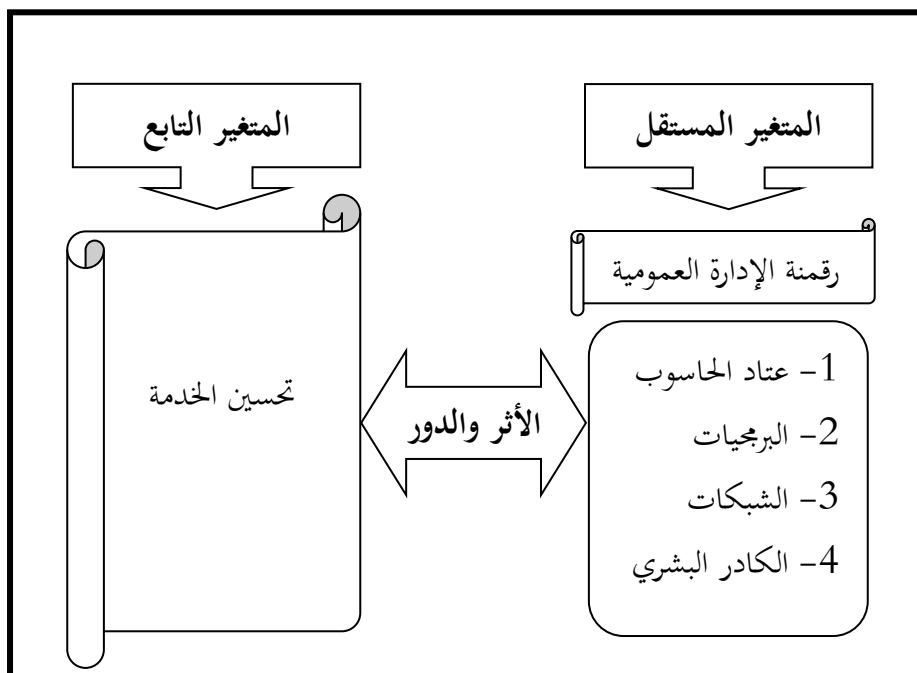 المتغير المستقل
المتغير التابع
رقمنة الإدارة العمومية
1- عتاد الحاسوب
2- البرمجيات
3- الشبكات
4- الكادر البشري
الأثر والدور
تحسين الخدمة